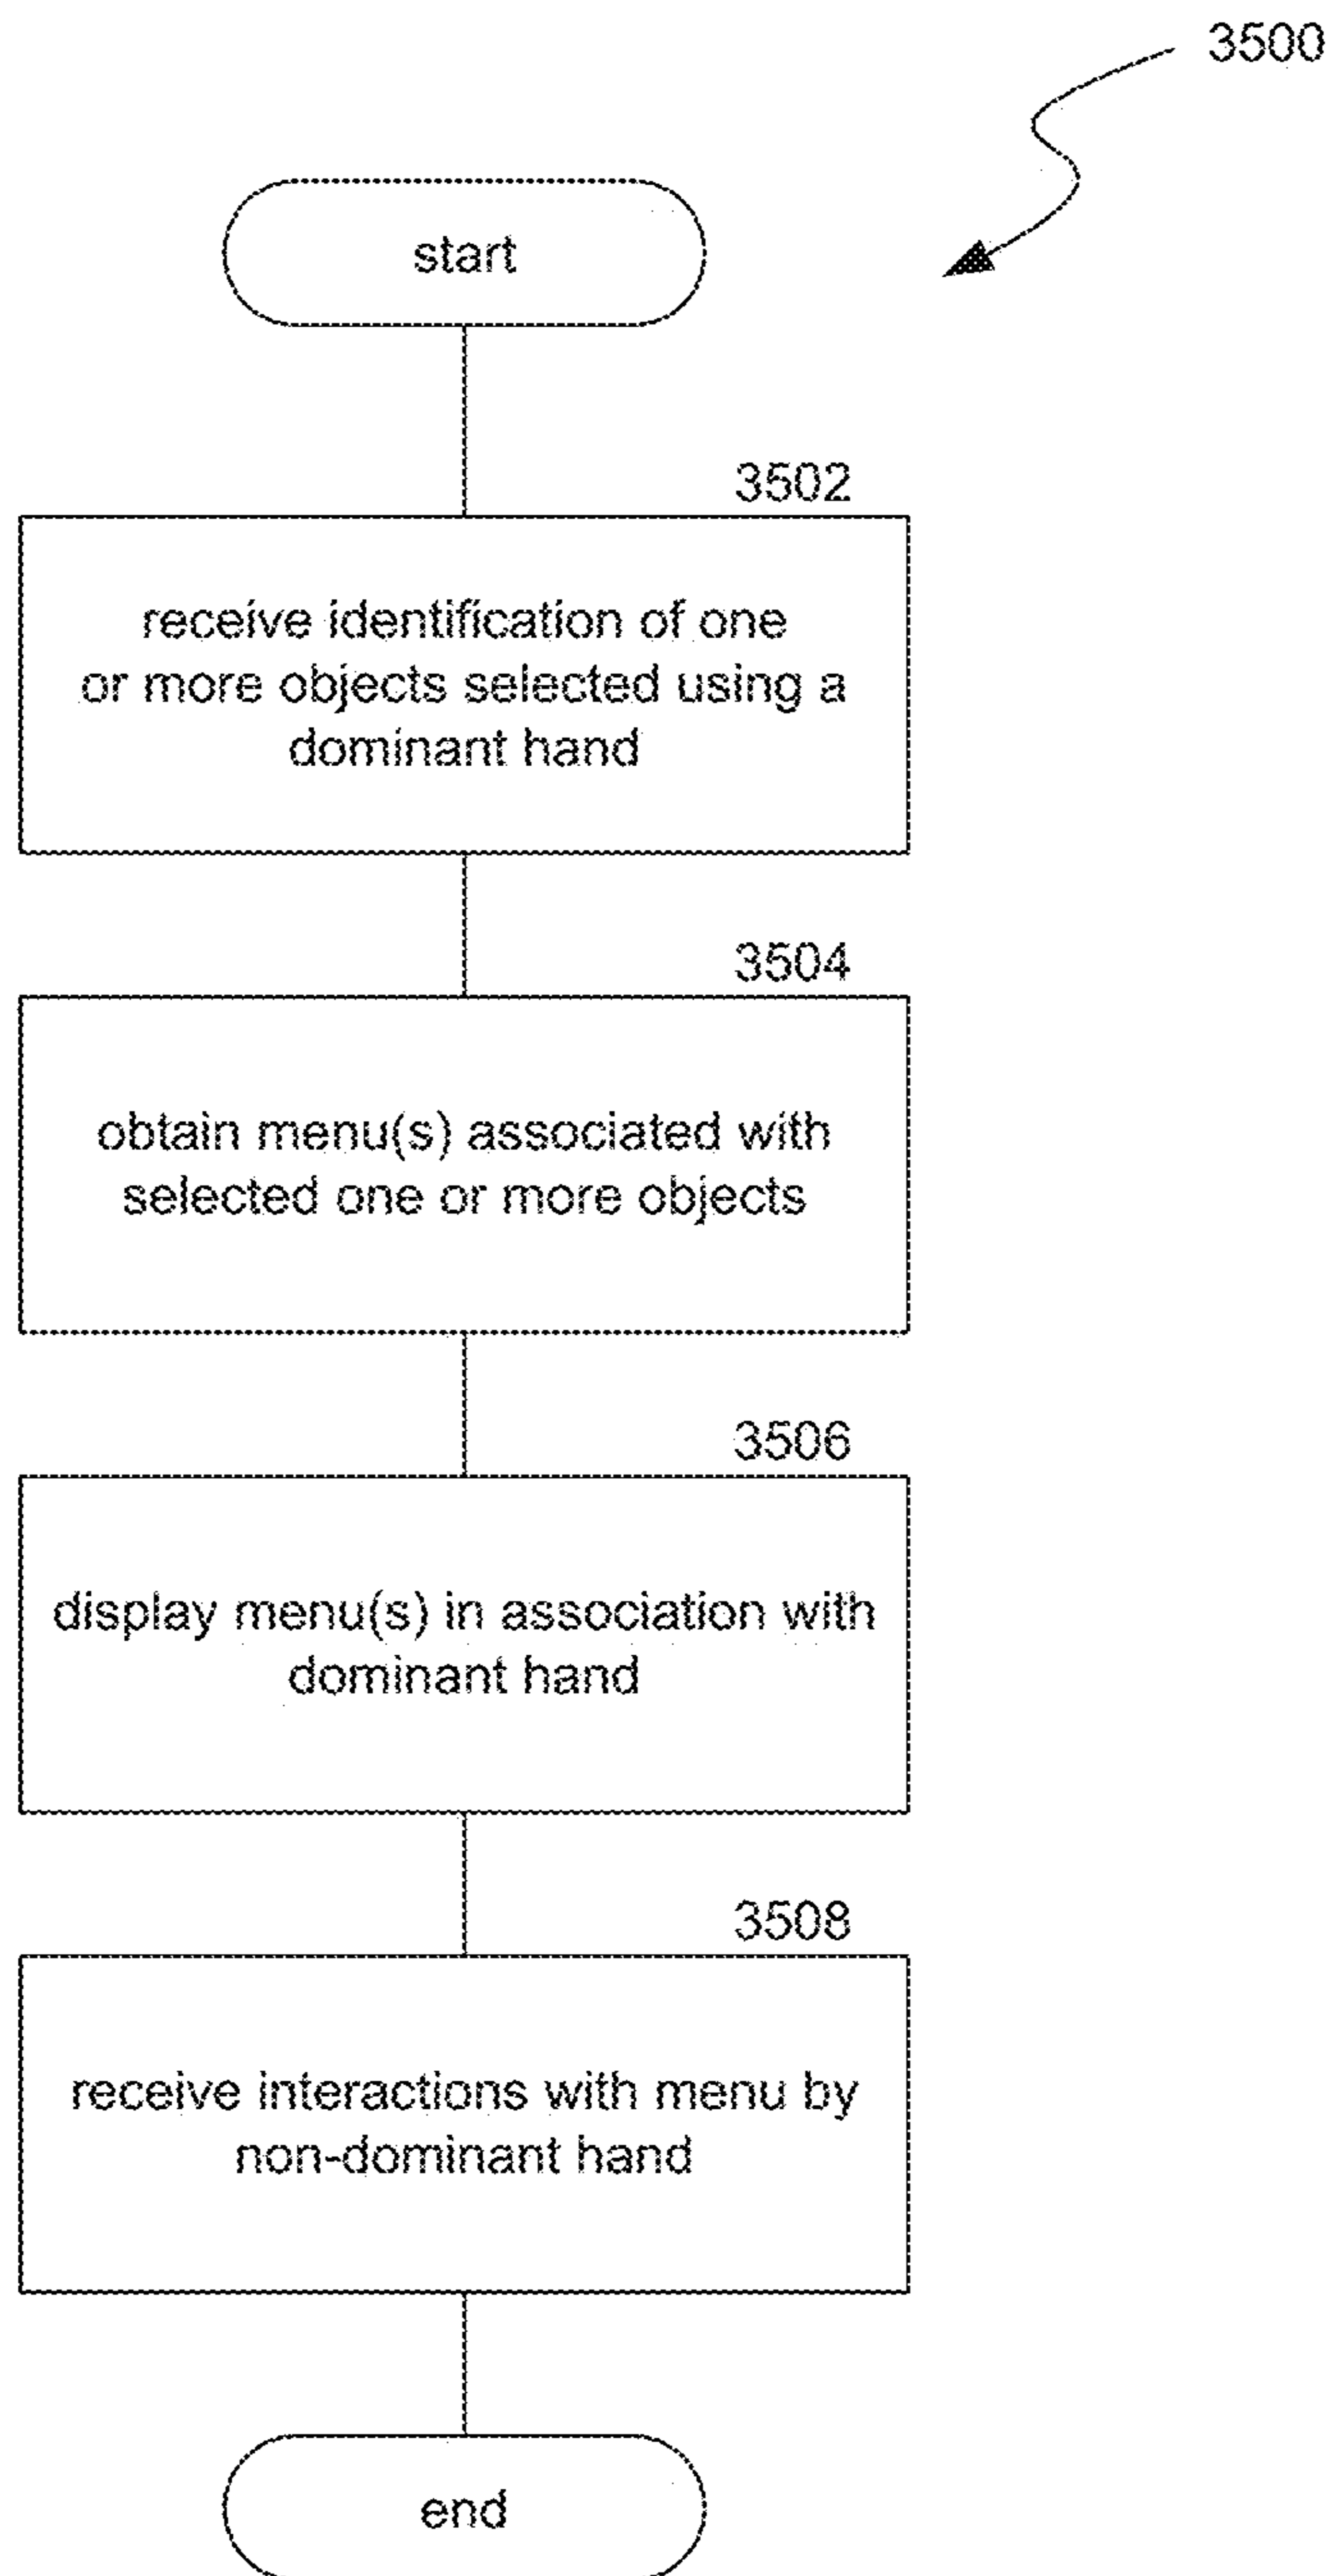 3500
start
3502
receive identification of one
or more objects selected using a
dominant hand
3504
obtain menu(s) associated with
selected one or more objects
3506
display menu(s) in association with
dominant hand
3508
receive interactions with menu by
non-dominant hand
end